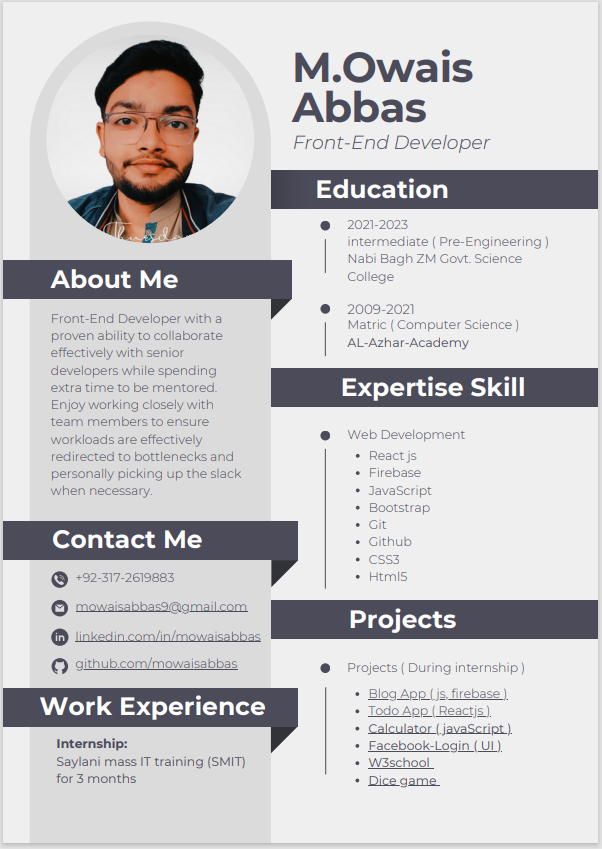 M.Owais
Abbas
Front-End Developer
About Me
Front-End Developer with a
proven ability to collaborate
effectively with senior
developers while spending
extra time to be mentored.
Enjoy working closely with
team members to ensure
workloads are effectively
redirected to bottlenecks and
personally picking up the slack
when necessary.
Contact Me
+92-317-2619883
mowaisabbas9@gmail.com
in
linkedin.com/in/mowaisabbas
github.com/mowaisabbas
Work Experience
Internship:
Saylani mass IT training (SMIT)
for 3 months
Education
2021-2023
intermediate ( Pre-Engineering )
Nabi Bagh ZM Govt. Science
College
2009-2021
Matric ( Computer Science )
AL-Azhar-Academy
Expertise Skill
Web Development
• React js
• Firebase
• JavaScript
• Bootstrap
• Git
• Github
• CSS3
• Html5
Projects
Projects ( During internship )
• Blog App ( js, firebase )
• Todo App ( Reactjs )
• Calculator ( javaScript )
• Facebook-Login ( UI )
• W3school
• Dice game